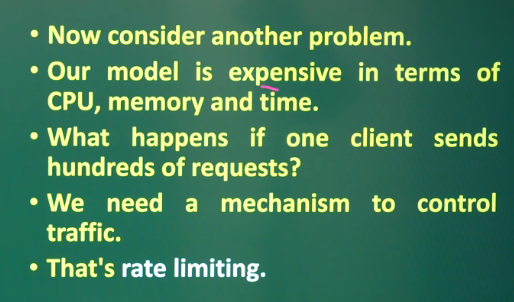 • Now consider another problem.
• Our model is expensive in terms of
CPU, memory and time.
• What happens if one client sends
hundreds of requests?
• We need a mechanism to control
traffic.
• That's rate limiting.